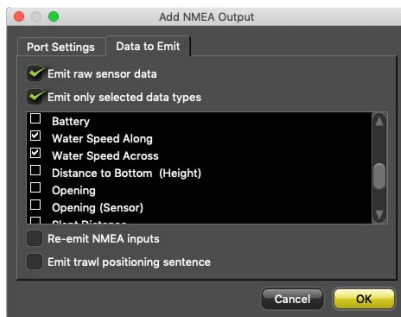 Add NMEA Output
Port Settings Data to Emit
Emit raw sensor data
Emit only selected data types
Battery
Water Speed Along
Water Speed Across
Distance to Bottom (Height)
Opening
Opening (Sensor)
Slant Distance
Re-emit NMEA inputs
Emit trawl positioning sentence
Cancel OK